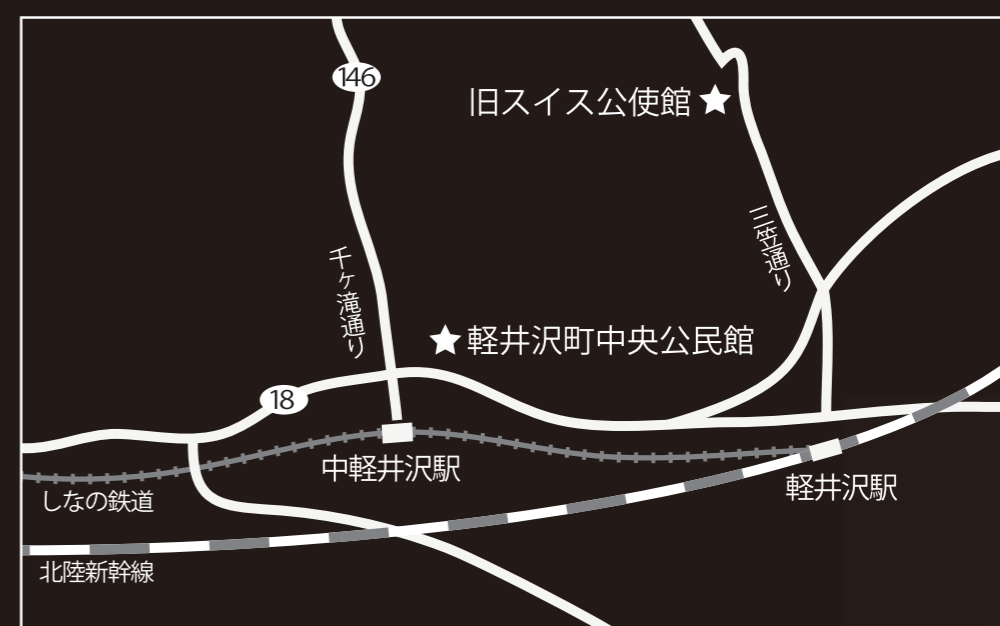 146
旧スイス公使館
三笠通り
千ヶ滝通り
軽井沢町中央公民館
18
中軽井沢駅
軽井沢駅
しなの鉄道
北陸新幹線